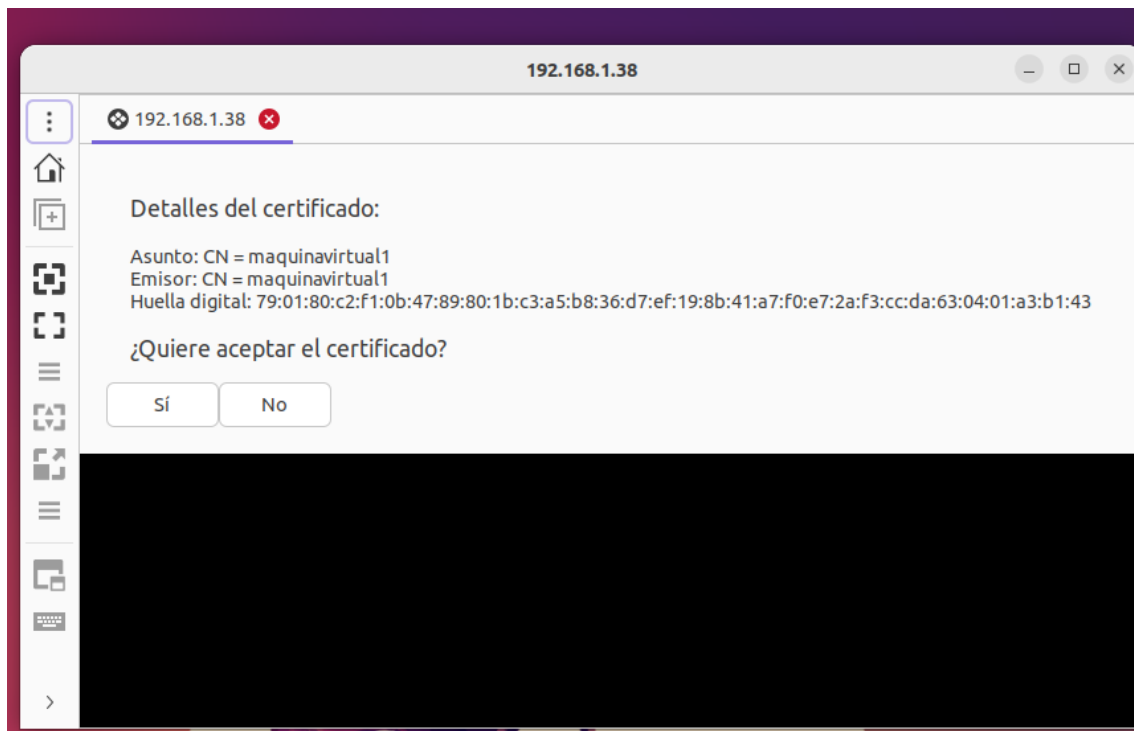 192.168.1.38
192.168.1.38
Detalles del certificado:
Asunto: CN = maquinavirtual1
Emisor: CN = maquinavirtual1
Huella digital: 79:01:80:c2:f1:0b:47:89:80:1b:c3:a5:b8:36:d7:ef:19:8b:41:a7:f0:e7:2a:f3:cc:da:63:04:01:a3:b1:43
¿Quiere aceptar el certificado?
Sí No